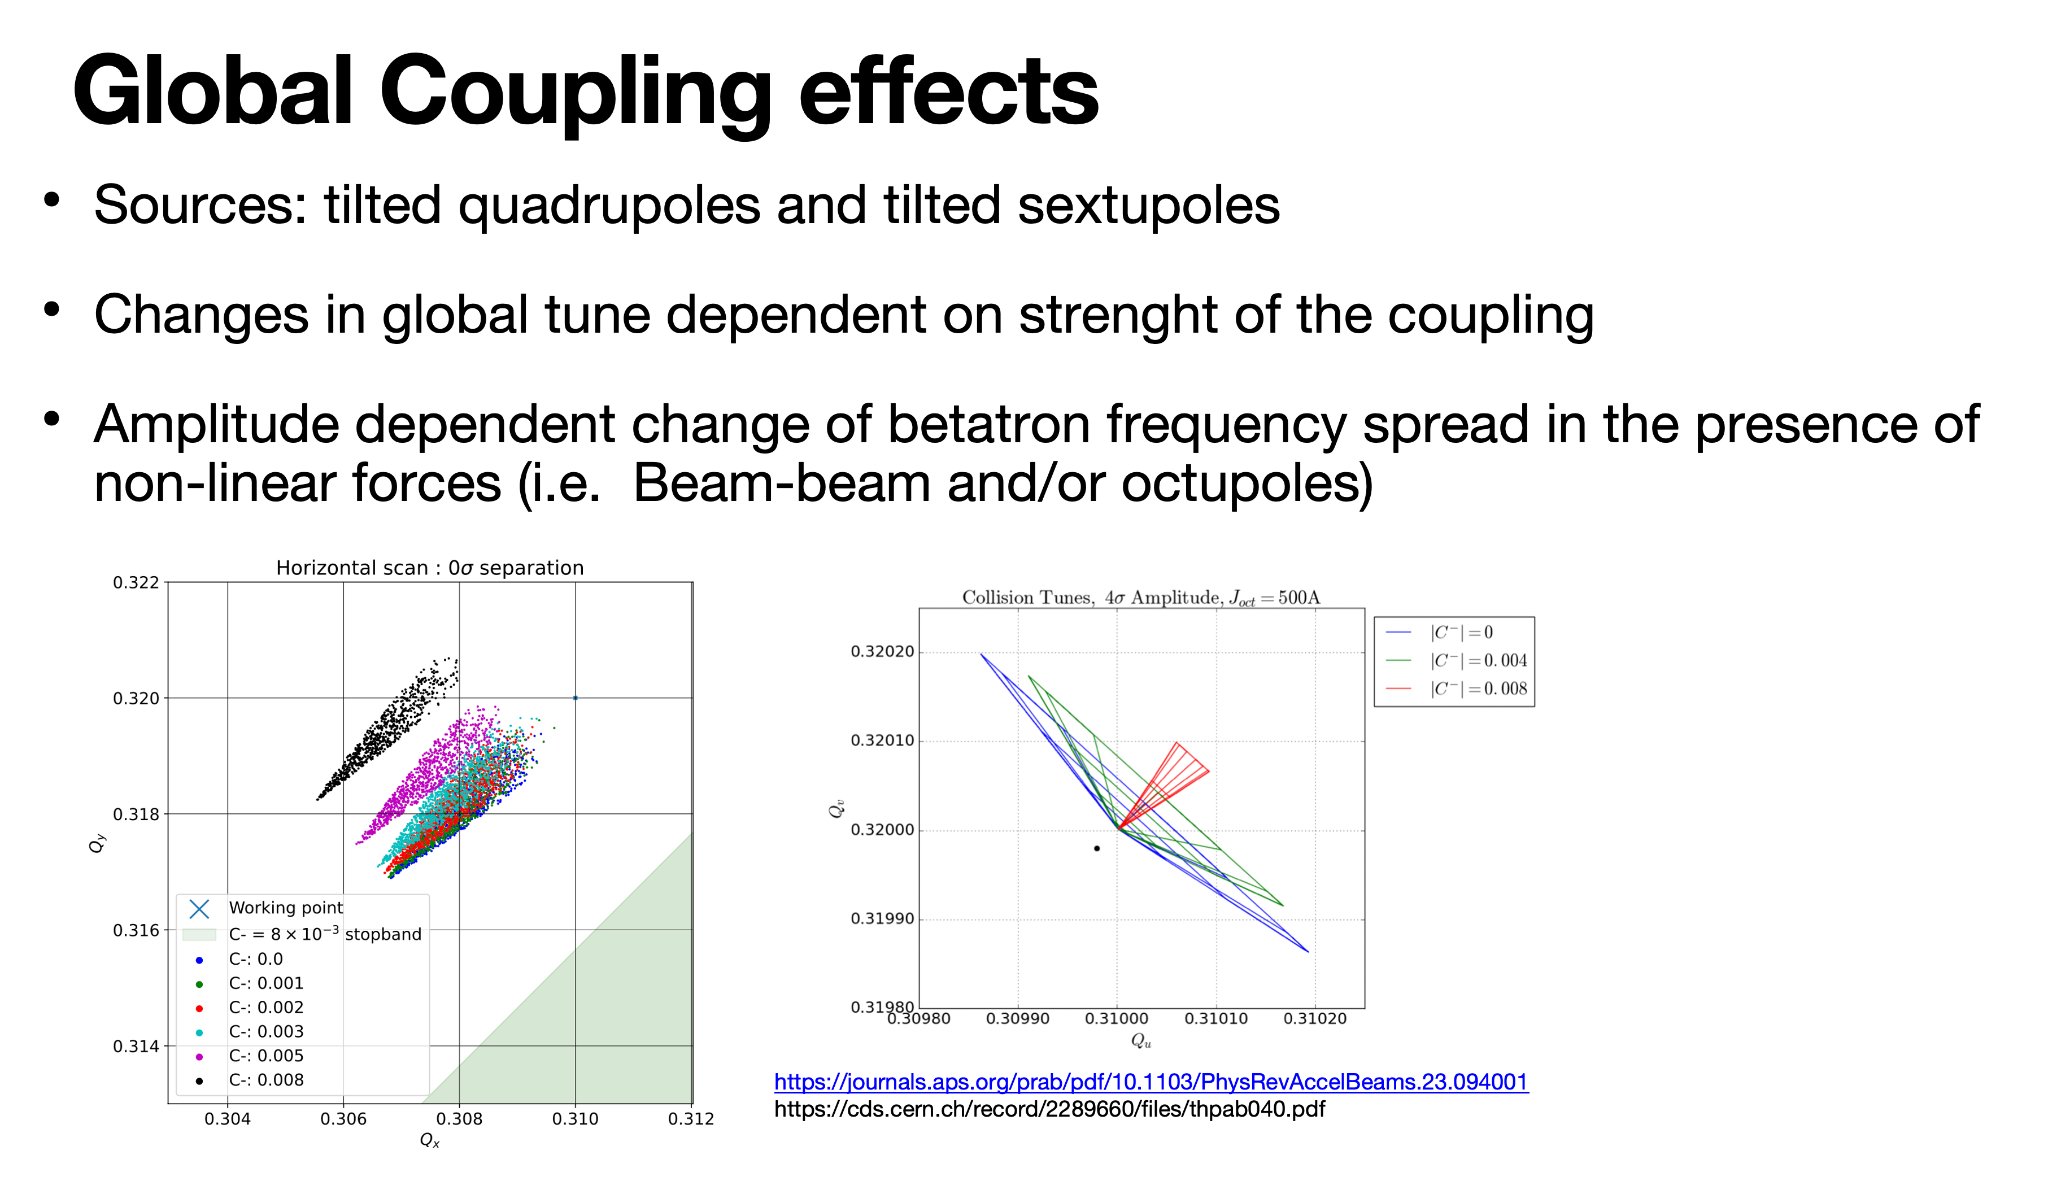 Global Coupling effects
• Sources: tilted quadrupoles and tilted sextupoles
• Changes in global tune dependent on strenght of the coupling
• Amplitude dependent change of betatron frequency spread in the presence of
non-linear forces (i.e.  Beam-beam and/or octupoles)
Horizontal scan : 0σ separation
0.322
0.320
0.318
0.316
0.314
Q_y
Working point
C- = 8 × 10⁻³ stopband
C-: 0.0
C-: 0.001
C-: 0.002
C-: 0.003
C-: 0.005
C-: 0.008
0.304 0.306 0.308 0.310 0.312
Q_x
Collision Tunes, 4σ Amplitude, J_oct = 500A
|C⁻| = 0
|C⁻| = 0.004
|C⁻| = 0.008
0.32020
0.32010
0.32000
0.31990
0.31980
Q_v
0.30980 0.30990 0.31000 0.31010 0.31020
Q_u
https://journals.aps.org/prab/pdf/10.1103/PhysRevAccelBeams.23.094001
https://cds.cern.ch/record/2289660/files/thpab040.pdf